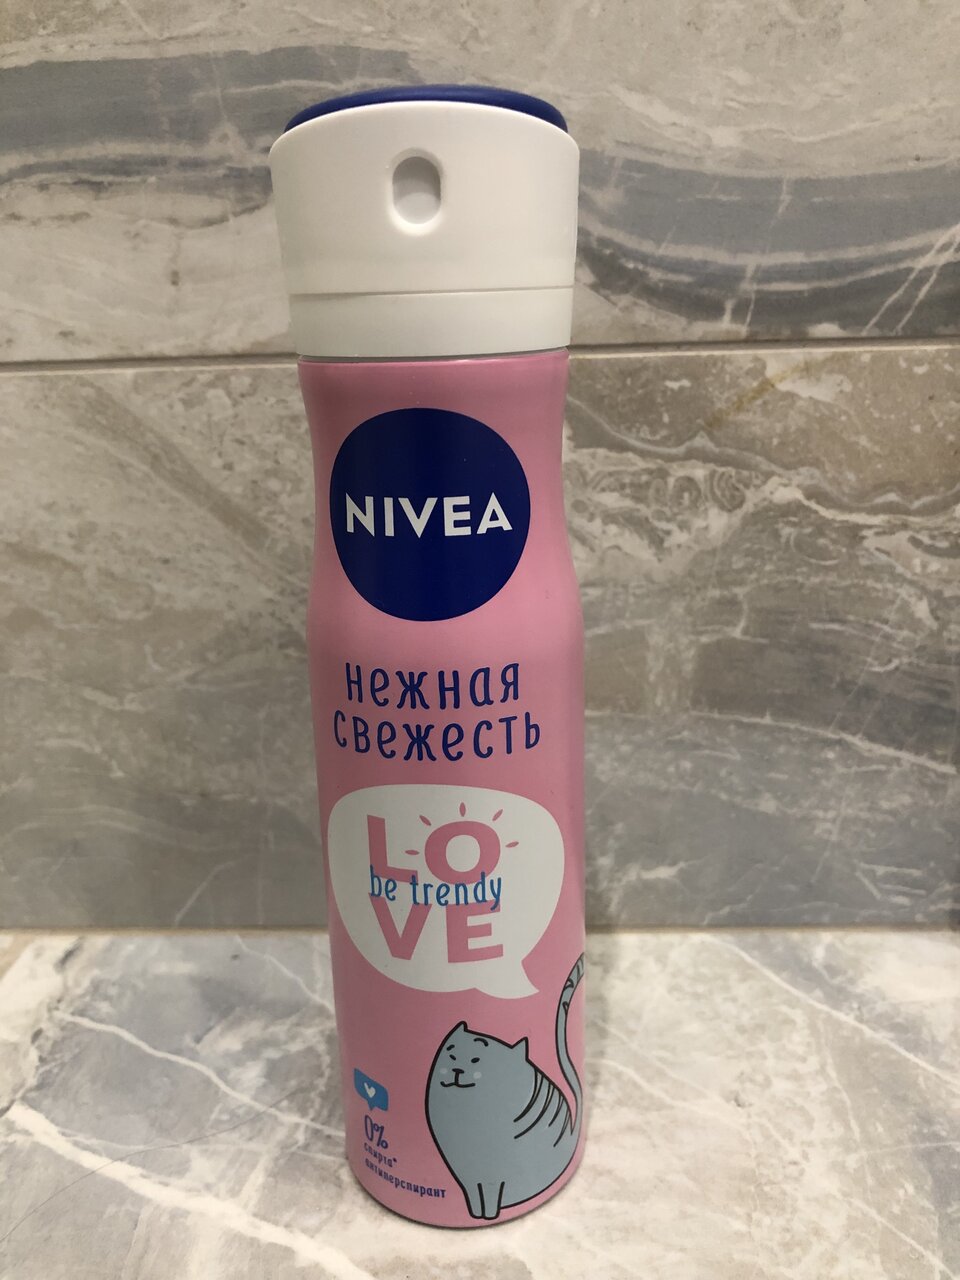 NIVEA
нежная
свежесть
LO
be trendy
VE
0%
спирта*
антиперспирант